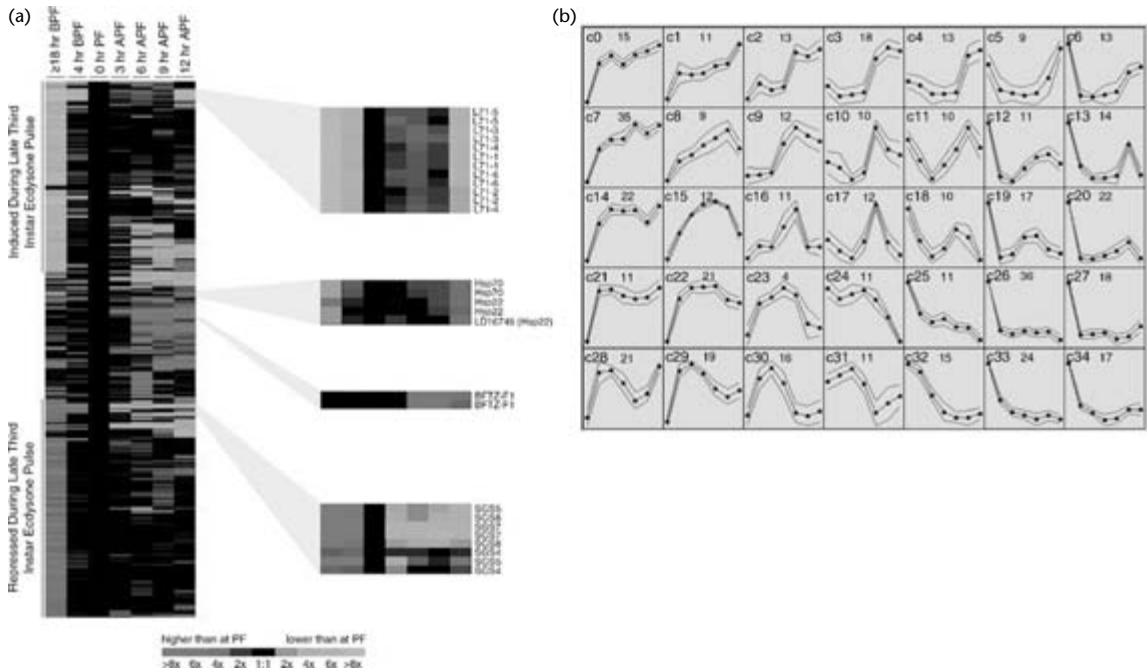 (a)
≥18 hr BPF
4 hr BPF
0 hr PF
3 hr APF
6 hr APF
9 hr APF
12 hr APF
Induced During Late Third
Instar Ecdysone Pulse
Repressed During Late Third
Instar Ecdysone Pulse
Hsp70
Hsp70
Hsp22
Hsp22
LD16745 (Hsp22)
BFTZ-F1
BFTZ-F1
higher than at PF
lower than at PF
>8x 6x 4x 2x 1:1 2x 4x 6x >8x
(b)
c0 15
c1 11
c2 13
c3 18
c4 13
c5 9
c6 13
c7 35
c8 9
c9 12
c10 10
c11 10
c12 11
c13 14
c14 22
c15 12
c16 11
c17 12
c18 10
c19 17
c20 22
c21 11
c22 21
c23 4
c24 11
c25 11
c26 36
c27 18
c28 21
c29 19
c30 16
c31 11
c32 15
c33 24
c34 17